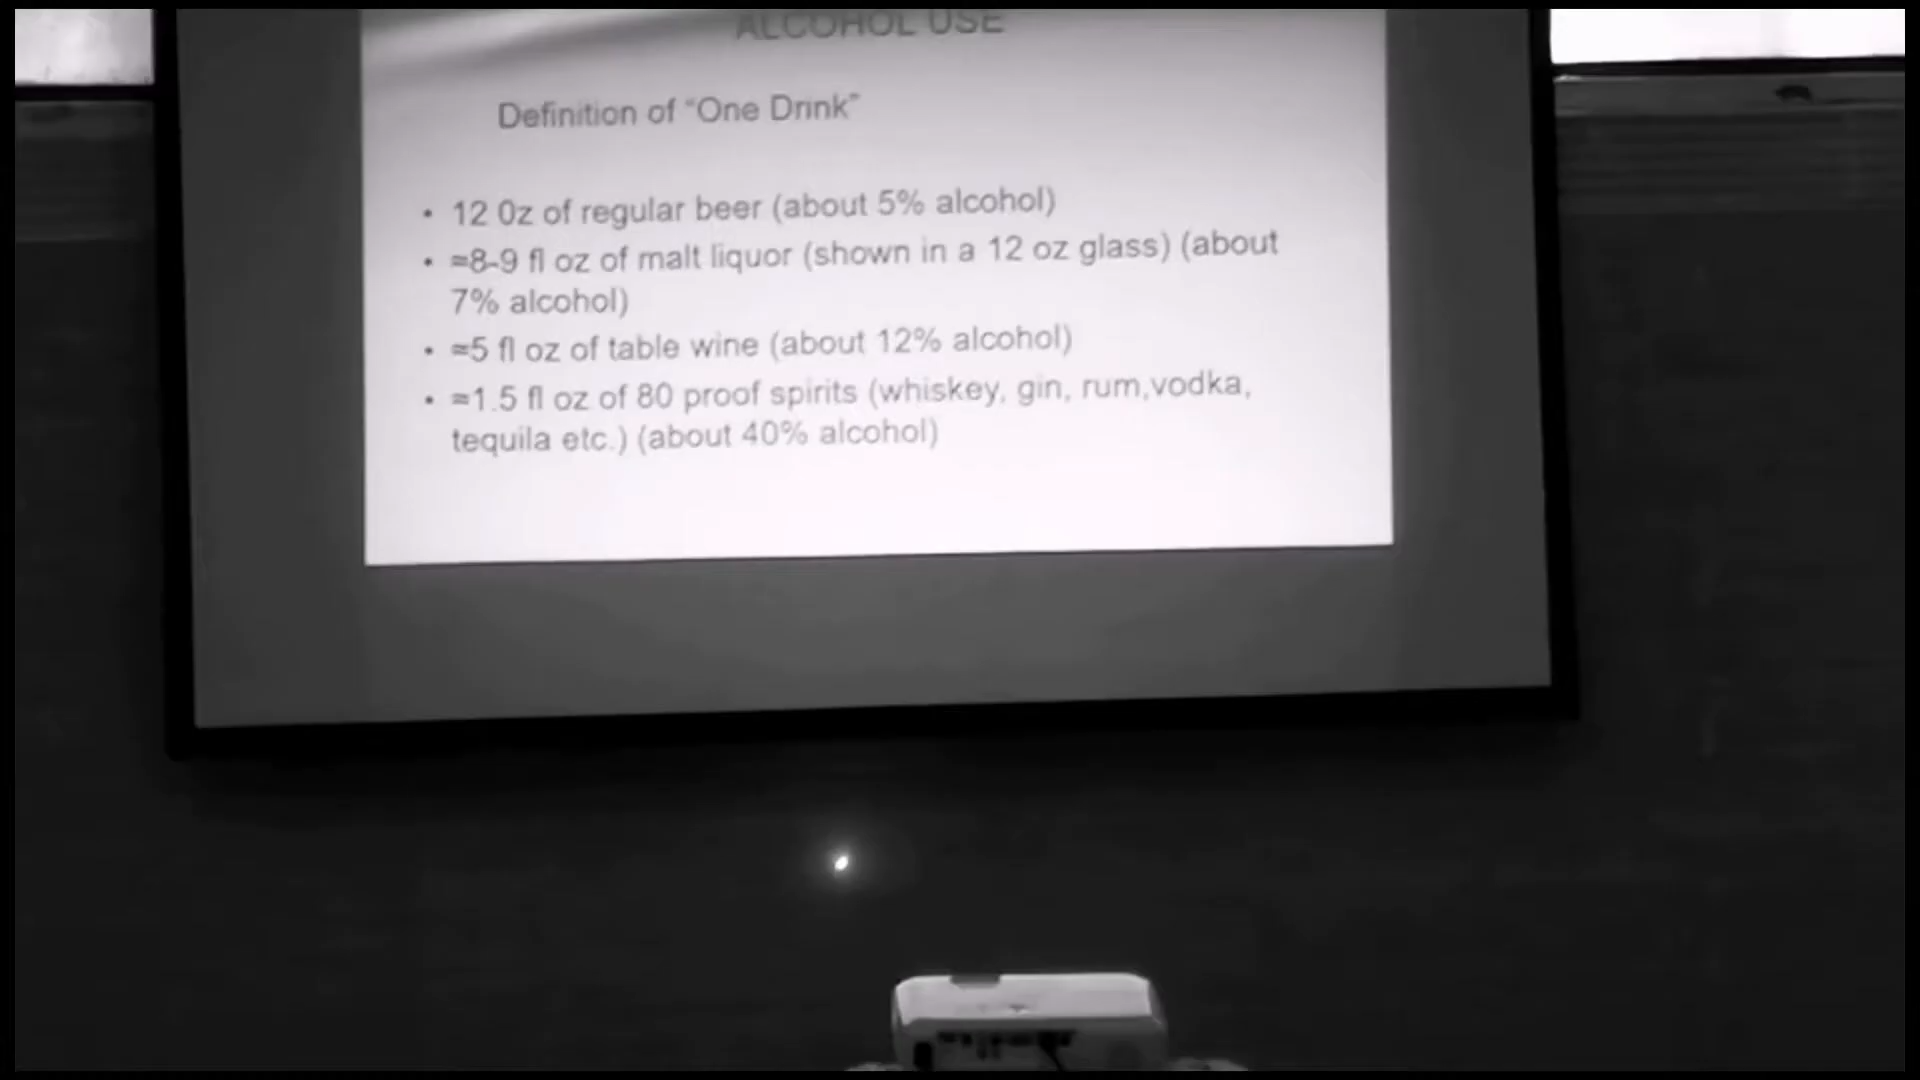 ALCOHOL USE
Definition of “One Drink”
• 12 0z of regular beer (about 5% alcohol)
• ≈8-9 fl oz of malt liquor (shown in a 12 oz glass) (about
7% alcohol)
• ≈5 fl oz of table wine (about 12% alcohol)
• ≈1.5 fl oz of 80 proof spirits (whiskey, gin, rum,vodka,
tequila etc.) (about 40% alcohol)